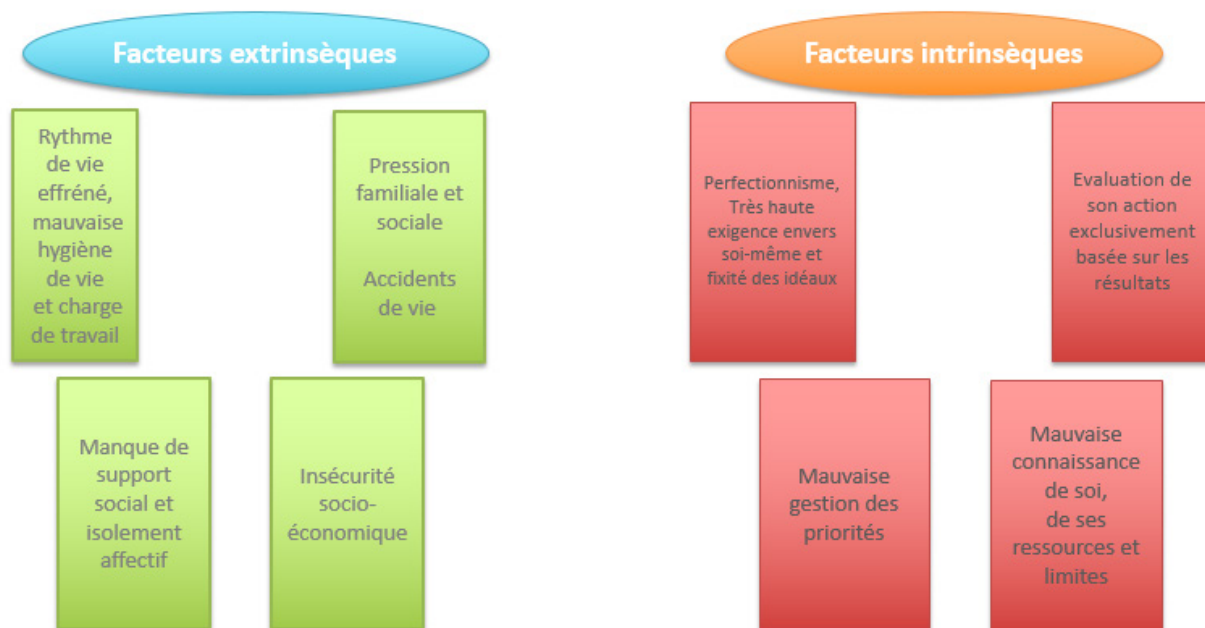 Facteurs extrinsèques
Rythme
de vie
effréné,
mauvaise
hygiène
de vie
et charge
de travail
Pression
familiale et
sociale
Accidents
de vie
Manque de
support
social et
isolement
affectif
Insécurité
socio-
économique
Facteurs intrinsèques
Perfectionnisme,
Très haute
exigence envers
soi-même et
fixité des idéaux
Evaluation de
son action
exclusivement
basée sur les
résultats
Mauvaise
gestion des
priorités
Mauvaise
connaissance
de soi,
de ses
ressources et
limites